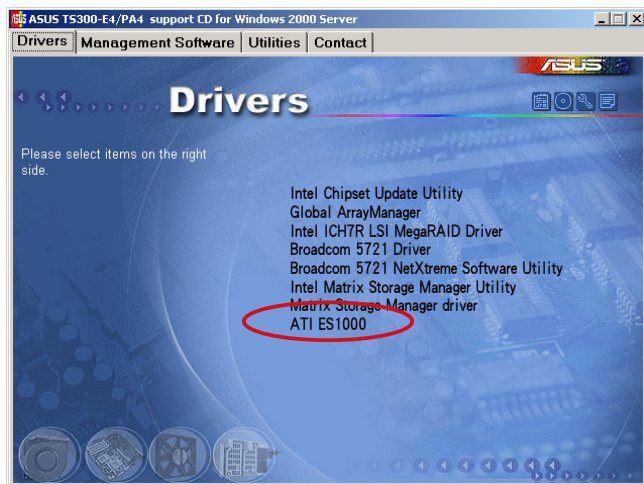 ASUS TS300-E4/PA4 support CD for Windows 2000 Server
Drivers Management Software Utilities Contact
ASUS
Drivers
Please select items on the right
side.
Intel Chipset Update Utility
Global ArrayManager
Intel ICH7R LSI MegaRAID Driver
Broadcom 5721 Driver
Broadcom 5721 NetXtreme Software Utility
Intel Matrix Storage Manager Utility
Matrix Storage Manager driver
ATI ES1000